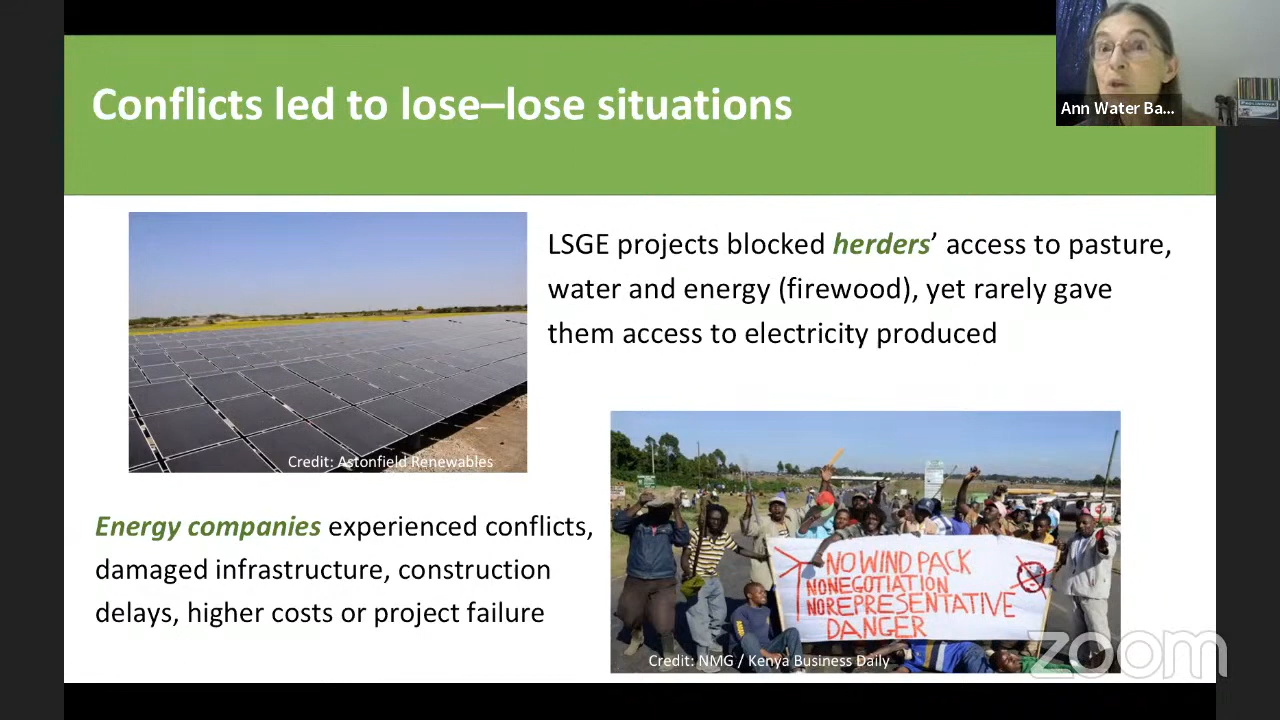 Conflicts led to lose–lose situations
Ann Water Ba...
LSGE projects blocked herders’ access to pasture,
water and energy (firewood), yet rarely gave
them access to electricity produced
Credit: Astonfield Renewables
Energy companies experienced conflicts,
damaged infrastructure, construction
delays, higher costs or project failure
NO WIND PACK
NO NEGOTIATION
NO REPRESENTATIVE
DANGER
Credit: NMG / Kenya Business Daily
zoom